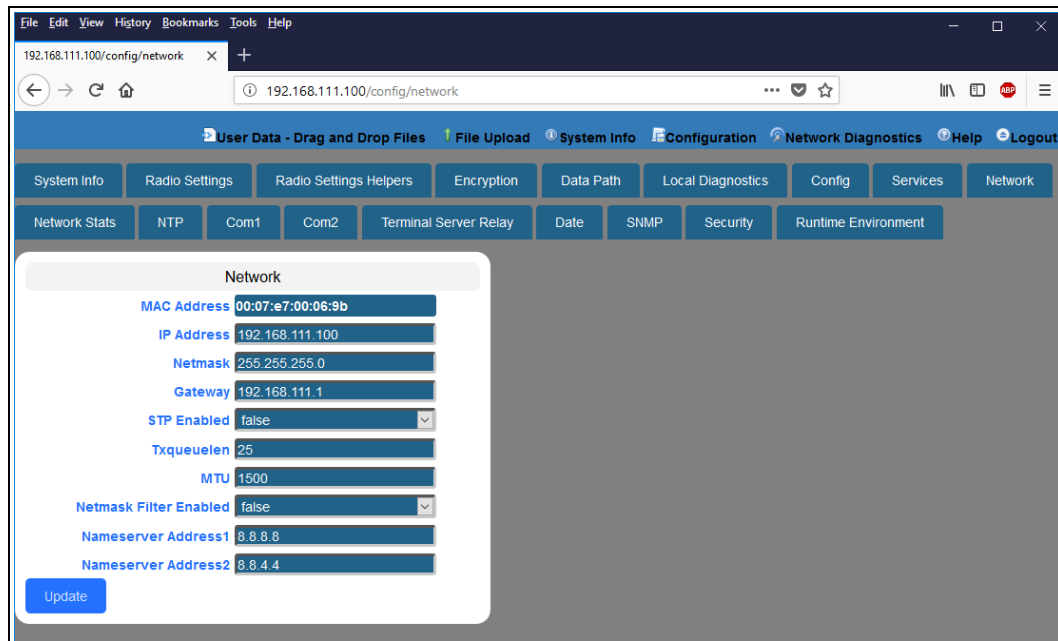 File Edit View History Bookmarks Tools Help
192.168.111.100/config/network
192.168.111.100/config/network
ABP
User Data - Drag and Drop Files File Upload System Info Configuration Network Diagnostics Help Logout
System Info Radio Settings Radio Settings Helpers Encryption Data Path Local Diagnostics Config Services Network
Network Stats NTP Com1 Com2 Terminal Server Relay Date SNMP Security Runtime Environment
Network
MAC Address 00:07:e7:00:06:9b
IP Address 192.168.111.100
Netmask 255.255.255.0
Gateway 192.168.111.1
STP Enabled false
Txqueuelen 25
MTU 1500
Netmask Filter Enabled false
Nameserver Address1 8.8.8.8
Nameserver Address2 8.8.4.4
Update